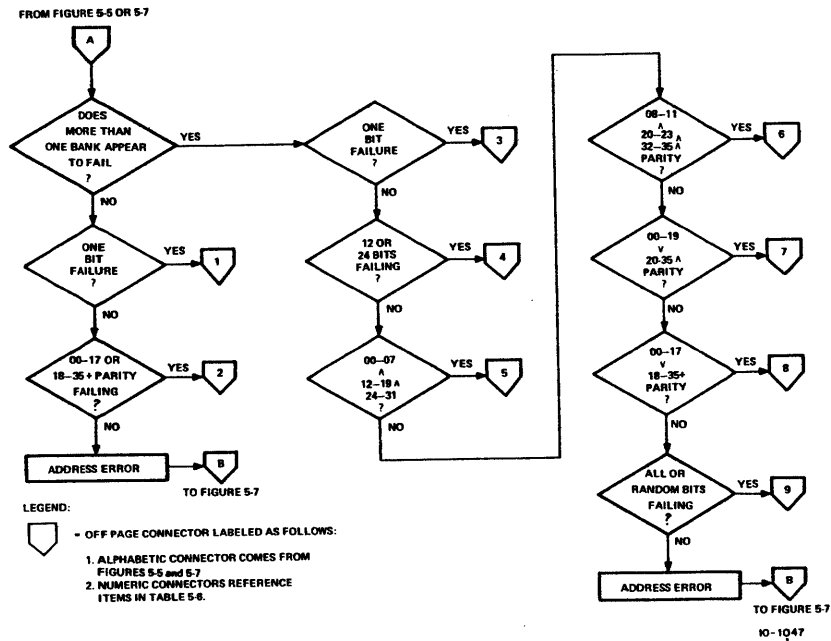 FROM FIGURE 5-5 OR 5-7
A
DOES
MORE THAN
ONE BANK APPEAR
TO FAIL
?
YES
NO
ONE
BIT
FAILURE
?
YES
1
NO
00-17 OR
18-35 + PARITY
FAILING
?
YES
2
NO
ADDRESS ERROR
B
TO FIGURE 5-7
ONE
BIT
FAILURE
?
YES
3
NO
12 OR
24 BITS
FAILING
?
YES
4
NO
00-07
∧
12-19 ∧
24-31
?
YES
5
NO
08-11
∧
20-23 ∧
32-35 ∧
PARITY
?
YES
6
NO
00-19
∨
20-35 ∧
PARITY
?
YES
7
NO
00-17
∨
18-35+
PARITY
?
YES
8
NO
ALL OR
RANDOM BITS
FAILING
?
YES
9
NO
ADDRESS ERROR
B
TO FIGURE 5-7
LEGEND:
= OFF PAGE CONNECTOR LABELED AS FOLLOWS:
1. ALPHABETIC CONNECTOR COMES FROM
FIGURES 5-5 and 5-7
2. NUMERIC CONNECTORS REFERENCE
ITEMS IN TABLE 5-6.
10-1047